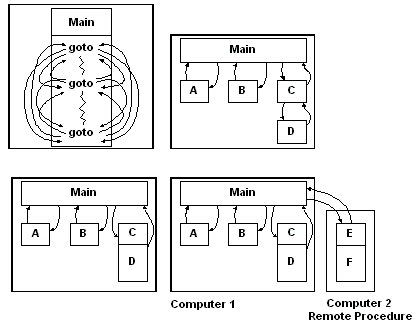 Main
goto
goto
goto
Main
A B C
D
Main
A B C
D
Main
A B C
D
E
F
Computer 1
Computer 2
Remote Procedure